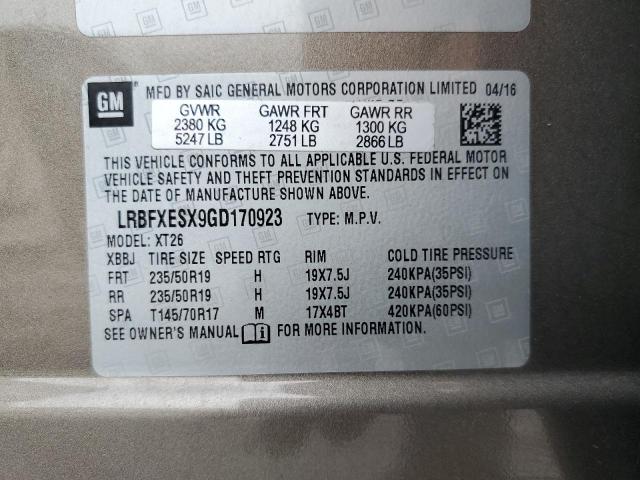 GM
MFD BY SAIC GENERAL MOTORS CORPORATION LIMITED 04/16
GVWR GAWR FRT GAWR RR
2380 KG 1248 KG 1300 KG
5247 LB 2751 LB 2866 LB
THIS VEHICLE CONFORMS TO ALL APPLICABLE U.S. FEDERAL MOTOR
VEHICLE SAFETY AND THEFT PREVENTION STANDARDS IN EFFECT ON
THE DATE OF MANUFACTURE SHOWN ABOVE.
LRBFXESX9GD170923 TYPE: M.P.V.
MODEL: XT26
XBBJ TIRE SIZE SPEED RTG RIM COLD TIRE PRESSURE
FRT 235/50R19 H 19X7.5J 240KPA(35PSI)
RR 235/50R19 H 19X7.5J 240KPA(35PSI)
SPA T145/70R17 M 17X4BT 420KPA(60PSI)
SEE OWNER'S MANUAL i FOR MORE INFORMATION.